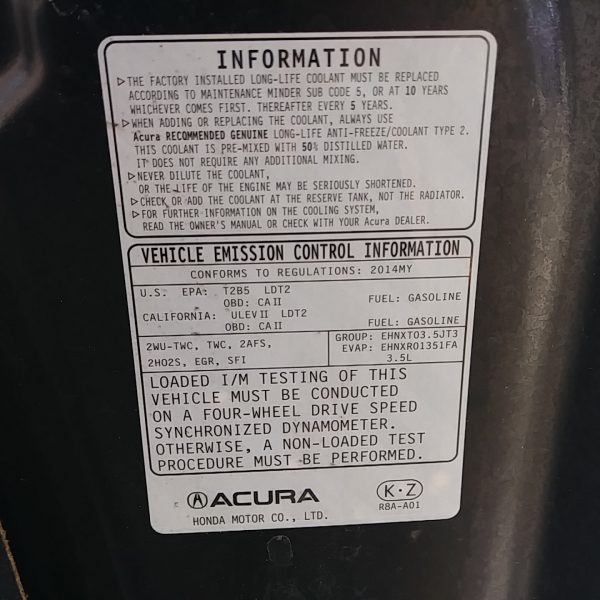 INFORMATION
▷THE FACTORY INSTALLED LONG-LIFE COOLANT MUST BE REPLACED
ACCORDING TO MAINTENANCE MINDER SUB CODE 5, OR AT 10 YEARS
WHICHEVER COMES FIRST. THEREAFTER EVERY 5 YEARS.
▷WHEN ADDING OR REPLACING THE COOLANT, ALWAYS USE
Acura RECOMMENDED GENUINE LONG-LIFE ANTI-FREEZE/COOLANT TYPE 2.
THIS COOLANT IS PRE-MIXED WITH 50% DISTILLED WATER.
IT DOES NOT REQUIRE ANY ADDITIONAL MIXING.
▷NEVER DILUTE THE COOLANT,
OR THE LIFE OF THE ENGINE MAY BE SERIOUSLY SHORTENED.
▷CHECK OR ADD THE COOLANT AT THE RESERVE TANK, NOT THE RADIATOR.
▷FOR FURTHER INFORMATION ON THE COOLING SYSTEM,
READ THE OWNER'S MANUAL OR CHECK WITH YOUR Acura DEALER.
VEHICLE EMISSION CONTROL INFORMATION
CONFORMS TO REGULATIONS: 2014MY
U.S. EPA: T2B5 LDT2
OBD: CAII FUEL: GASOLINE
CALIFORNIA: ULEVII LDT2
OBD: CAII FUEL: GASOLINE
2WU-TWC, TWC, 2AFS, GROUP: EHNXT03.5JT3
2HO2S, EGR, SFI EVAP: EHNXR01351FA
3.5L
LOADED I/M TESTING OF THIS
VEHICLE MUST BE CONDUCTED
ON A FOUR-WHEEL DRIVE SPEED
SYNCHRONIZED DYNAMOMETER.
OTHERWISE, A NON-LOADED TEST
PROCEDURE MUST BE PERFORMED.
ACURA K·Z
HONDA MOTOR CO., LTD. R8A-A01